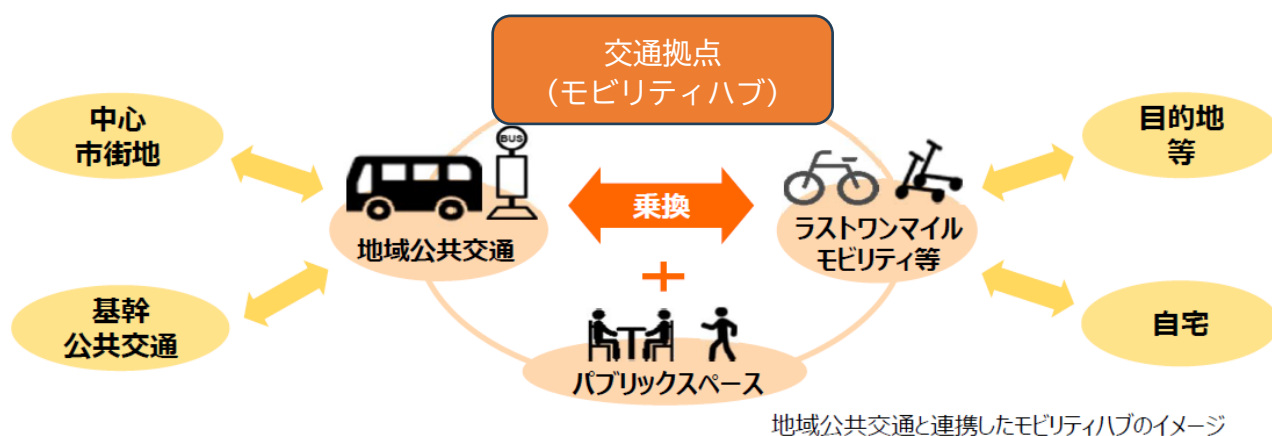 交通拠点
（モビリティハブ）
中心
市街地
BUS
目的地
等
乗換
地域公共交通
ラストワンマイル
モビリティ等
＋
基幹
公共交通
自宅
パブリックスペース
地域公共交通と連携したモビリティハブのイメージ